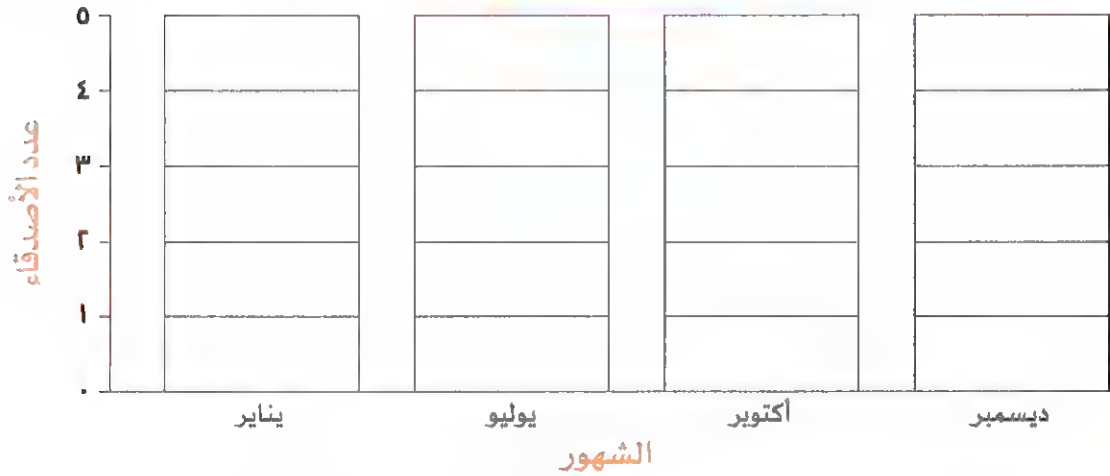 ٥
٤
٣
٢
١
٠
عدد الأصدقاء
يناير يوليو أكتوبر ديسمبر
الشهور